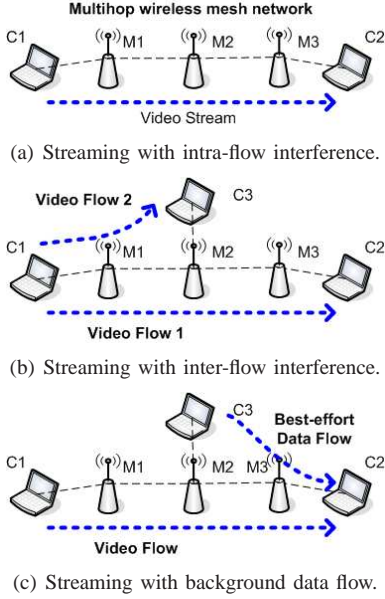 Multihop wireless mesh network
C1 M1 M2 M3 C2
Video Stream
(a) Streaming with intra-flow interference.
Video Flow 2
C3
C1 M1 M2 M3 C2
Video Flow 1
(b) Streaming with inter-flow interference.
C3
Best-effort
Data Flow
C1 M1 M2 M3 C2
Video Flow
(c) Streaming with background data flow.